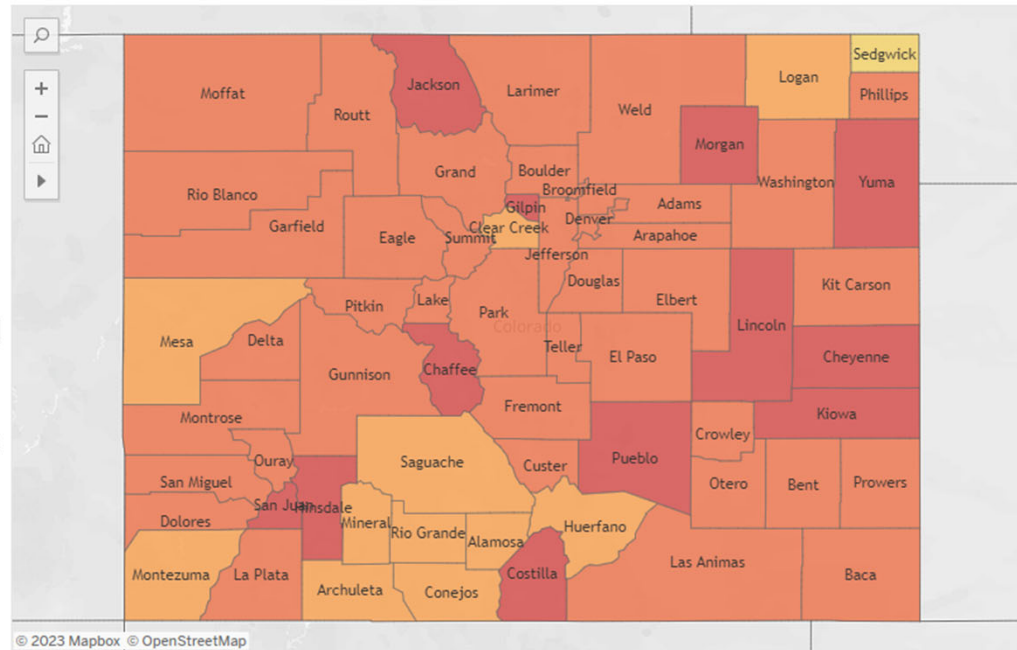 Moffat
Routt
Jackson
Larimer
Weld
Logan
Sedgwick
Phillips
Morgan
Washington
Yuma
Rio Blanco
Garfield
Grand
Boulder
Broomfield
Gilpin
Clear Creek
Denver
Adams
Arapahoe
Eagle
Summit
Jefferson
Douglas
Elbert
Lincoln
Kit Carson
Cheyenne
Kiowa
Mesa
Delta
Pitkin
Lake
Park
Colorado
Teller
El Paso
Gunnison
Chaffee
Fremont
Montrose
Ouray
San Miguel
San Juan
Hinsdale
Dolores
Saguache
Custer
Pueblo
Crowley
Otero
Bent
Prowers
Mineral
Rio Grande
Alamosa
Huerfano
Montezuma
La Plata
Archuleta
Conejos
Costilla
Las Animas
Baca
© 2023 Mapbox © OpenStreetMap